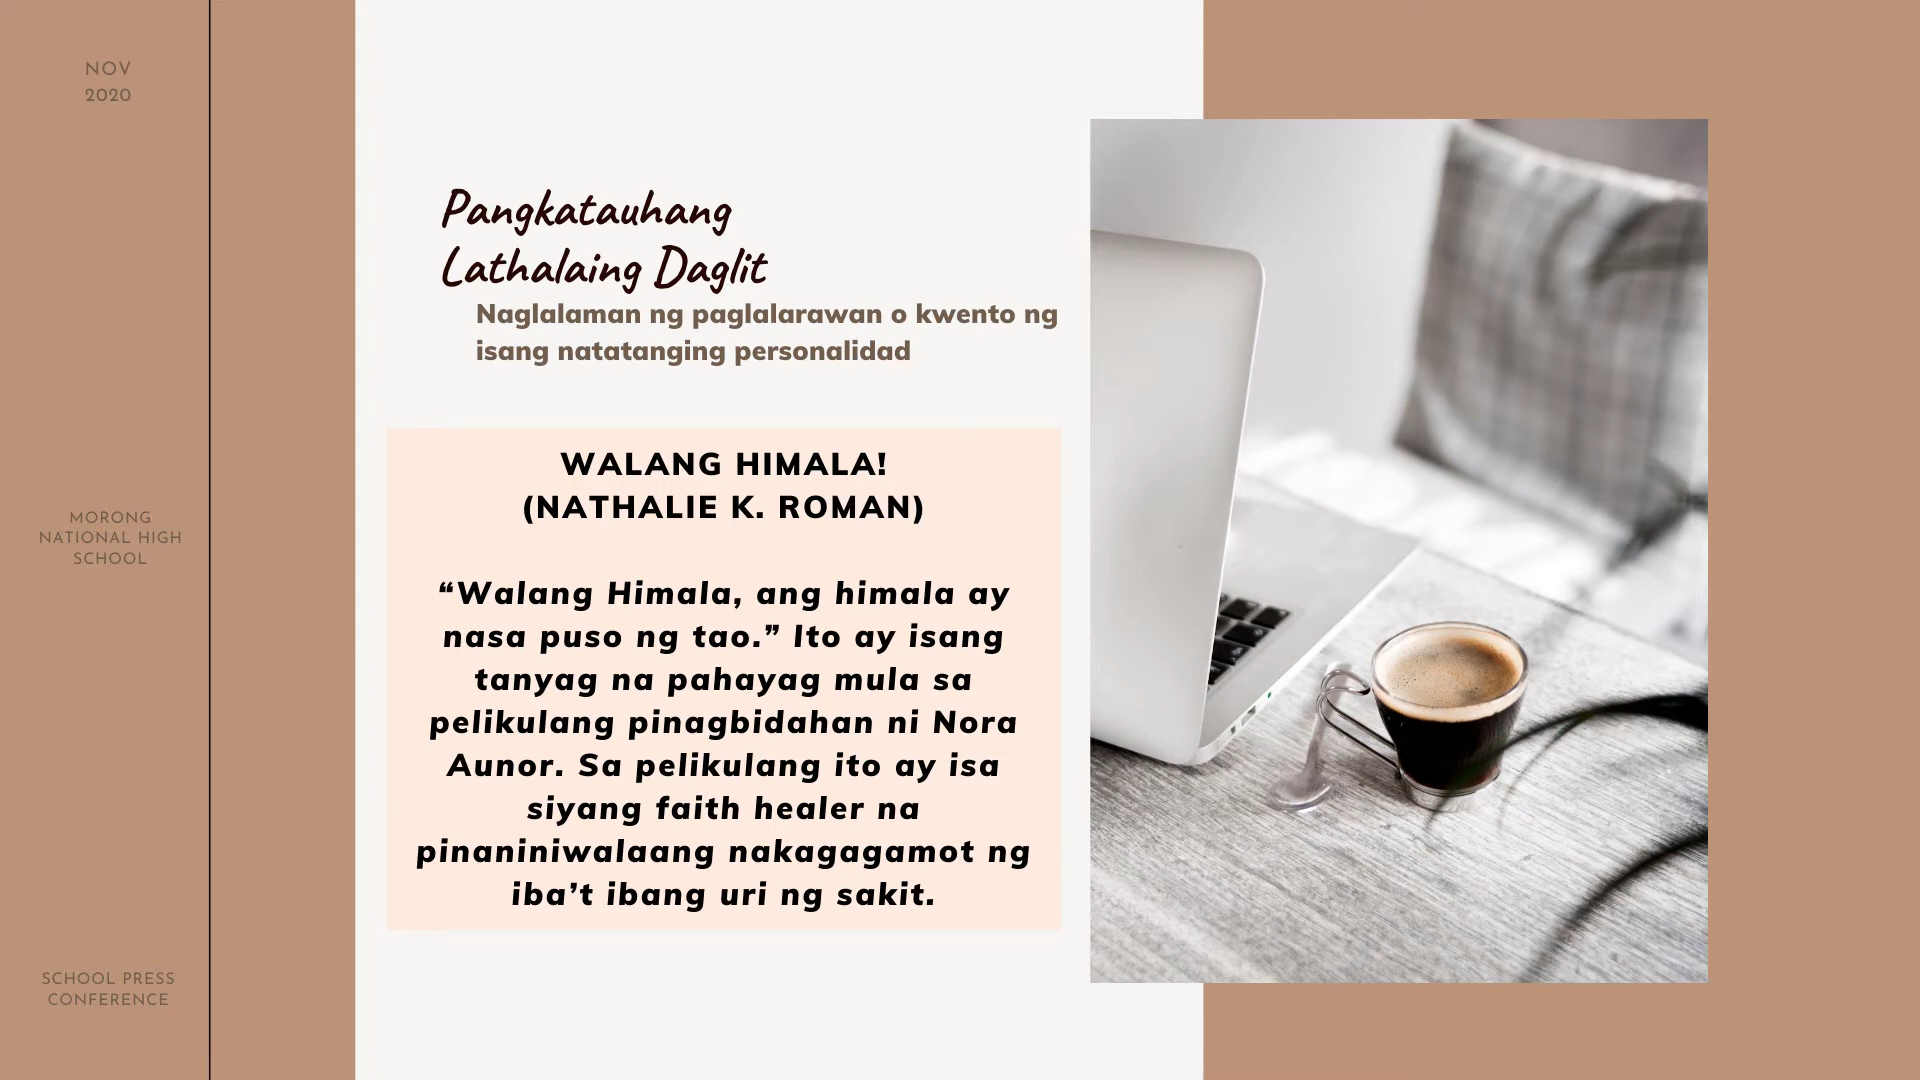 NOV
2020
MORONG
NATIONAL HIGH
SCHOOL
SCHOOL PRESS
CONFERENCE
Pangkatauhang
Lathalaing Daglit
Naglalaman ng paglalarawan o kwento ng
isang natatanging personalidad
WALANG HIMALA!
(NATHALIE K. ROMAN)
“Walang Himala, ang himala ay
nasa puso ng tao.” Ito ay isang
tanyag na pahayag mula sa
pelikulang pinagbidahan ni Nora
Aunor. Sa pelikulang ito ay isa
siyang faith healer na
pinaniniwalaang nakagagamot ng
iba’t ibang uri ng sakit.